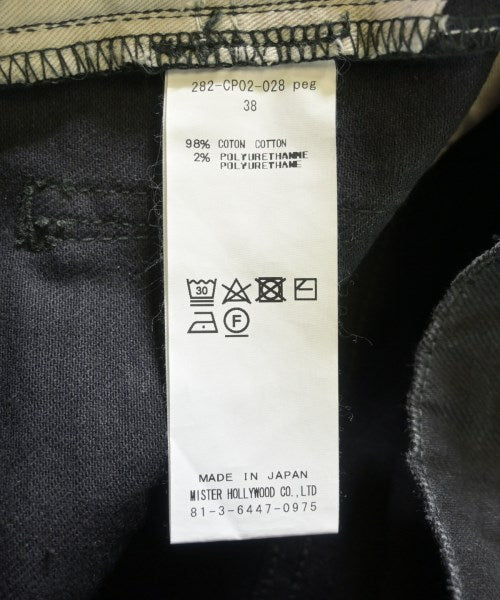 282-CP02-028 peg
38
98% COTON COTTON
2% POLYURETHANNE
POLYURETHANE
30
F
MADE IN JAPAN
MISTER HOLLYWOOD CO.,LTD
81-3-6447-0975